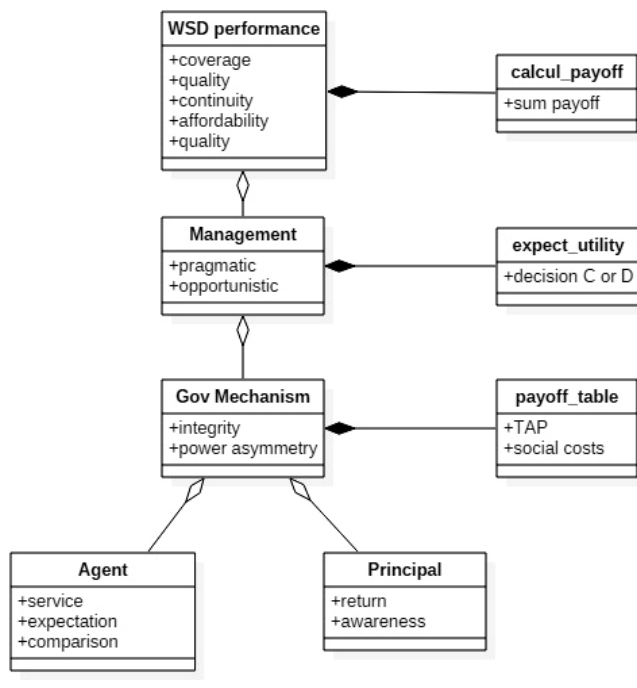 WSD performance
+coverage
+quality
+continuity
+affordability
+quality
calcul_payoff
+sum payoff
Management
+pragmatic
+opportunistic
expect_utility
+decision C or D
Gov Mechanism
+integrity
+power asymmetry
payoff_table
+TAP
+social costs
Agent
+service
+expectation
+comparison
Principal
+return
+awareness